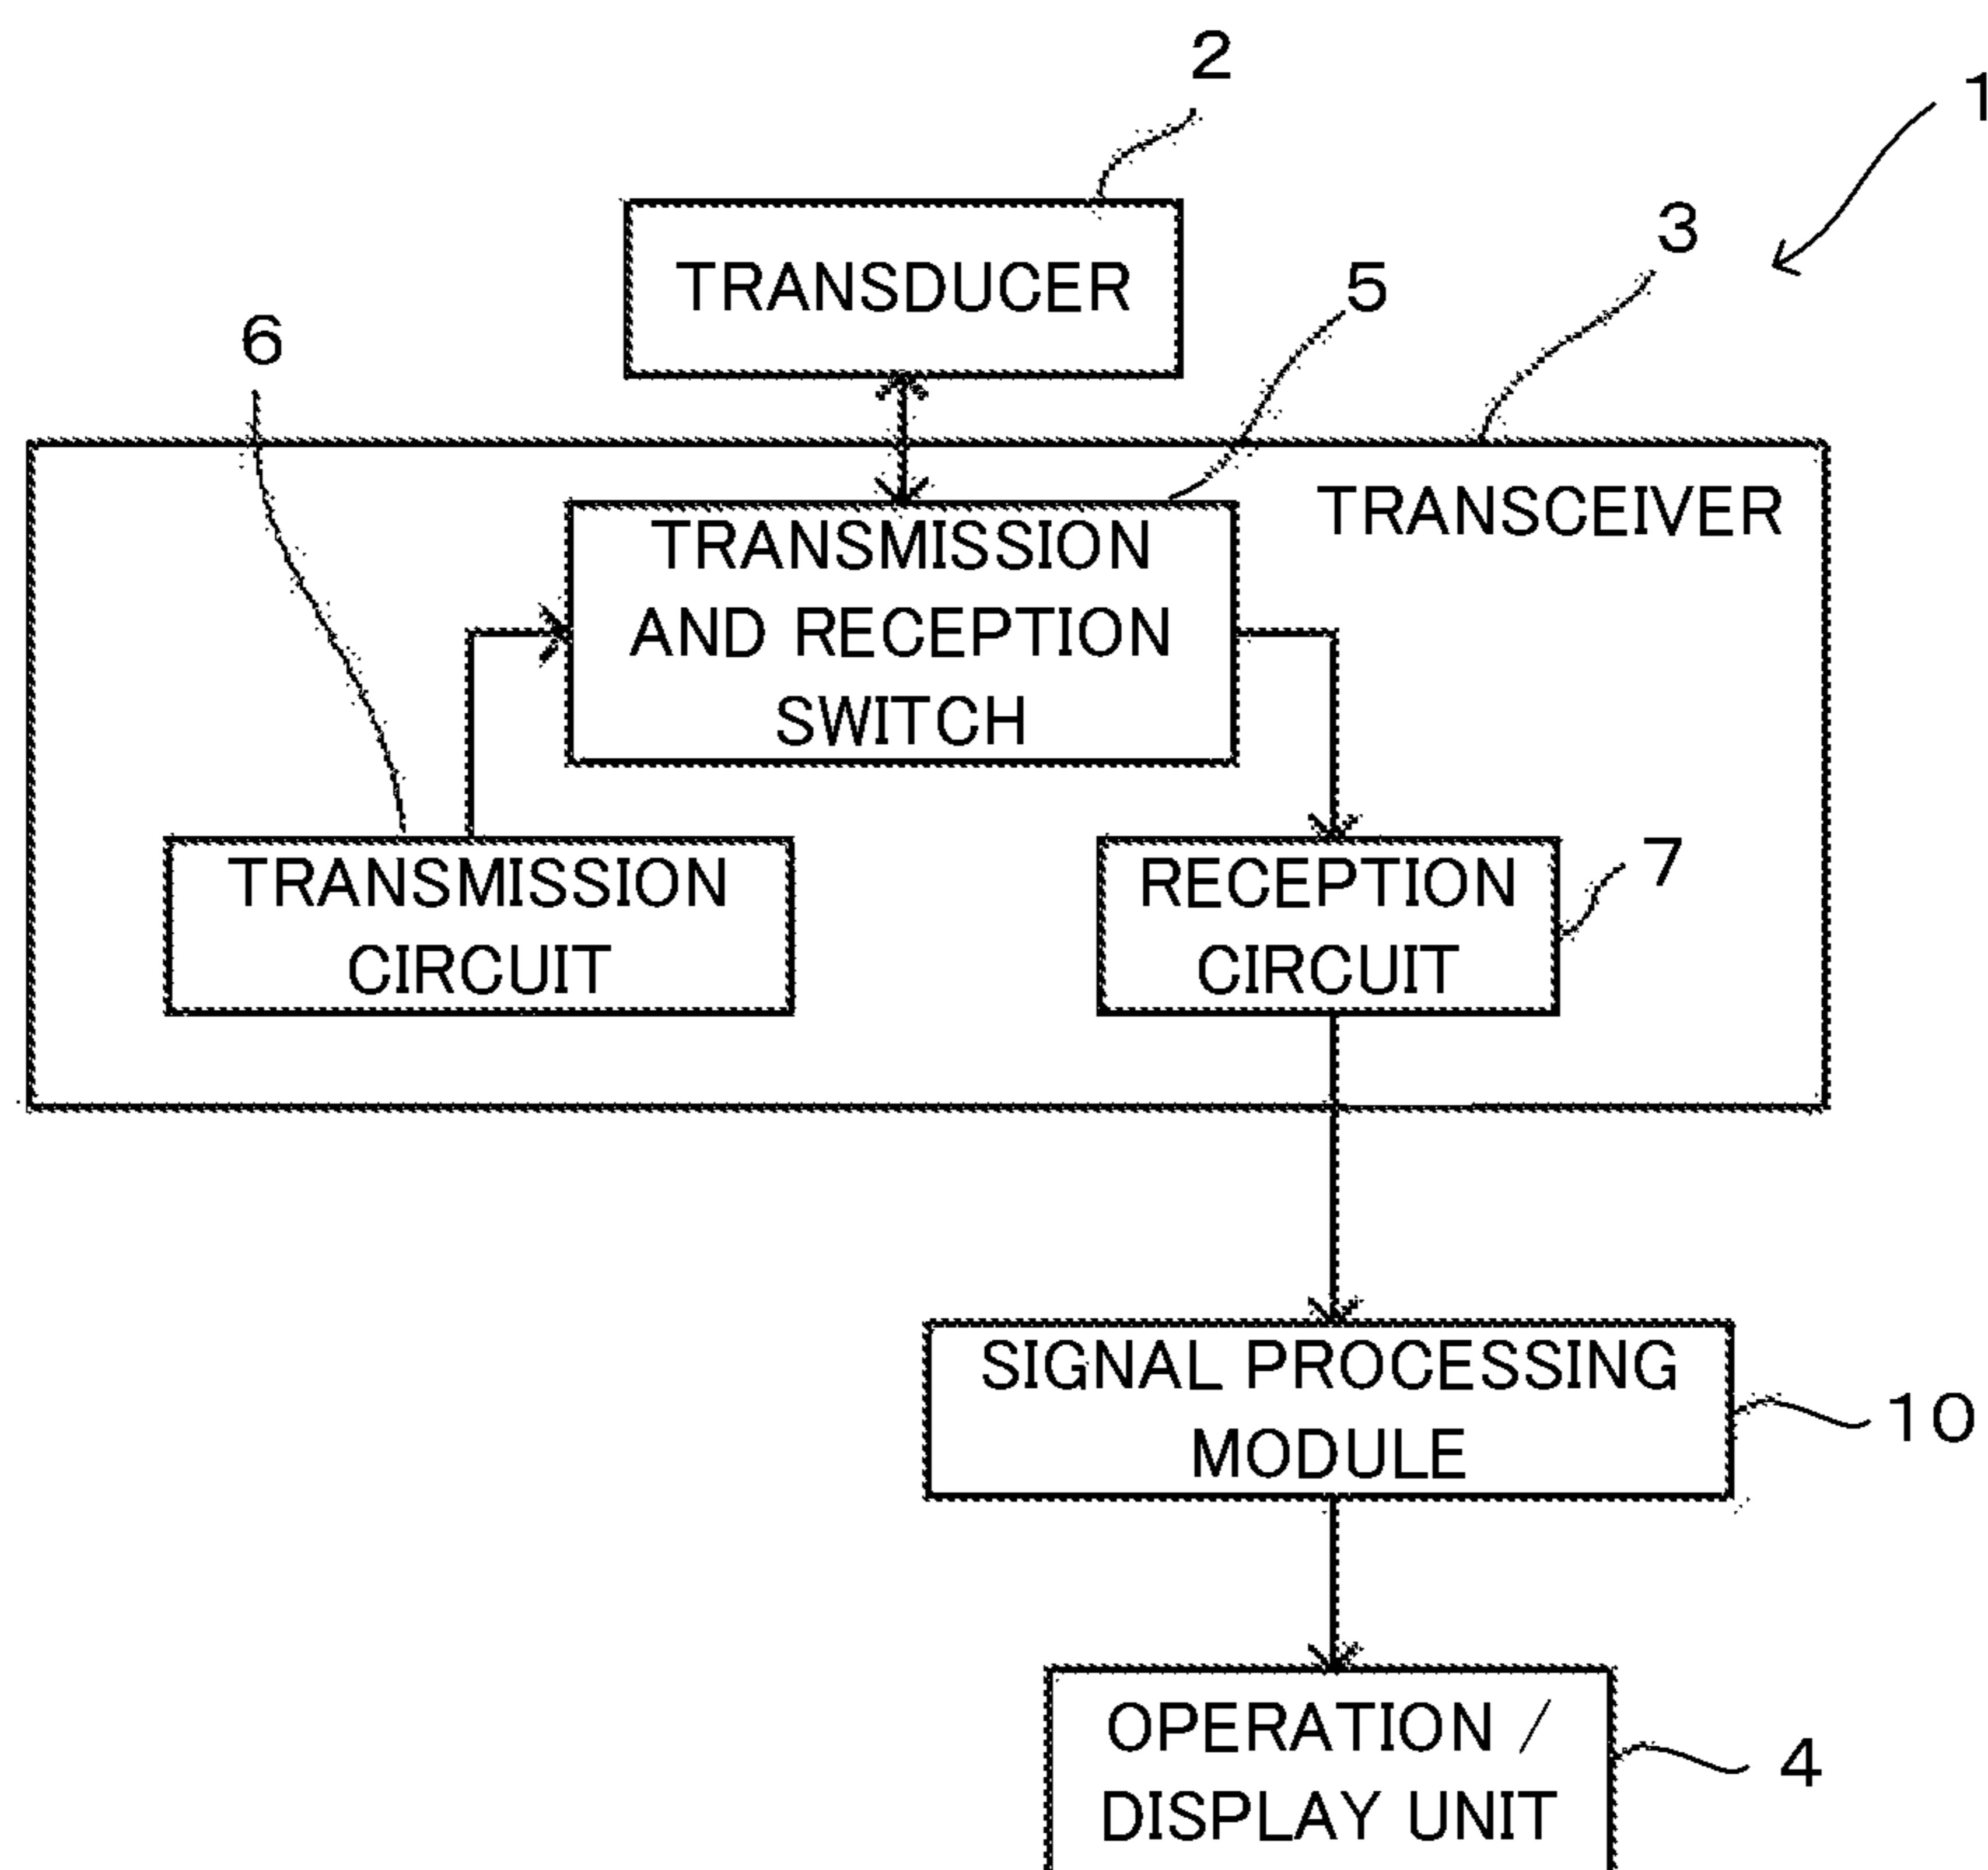 2
1
TRANSDUCER
3
5
6
TRANSCEIVER
TRANSMISSION
AND RECEPTION
SWITCH
TRANSMISSION
CIRCUIT
RECEPTION
CIRCUIT
7
SIGNAL PROCESSING
MODULE
10
OPERATION /
DISPLAY UNIT
4